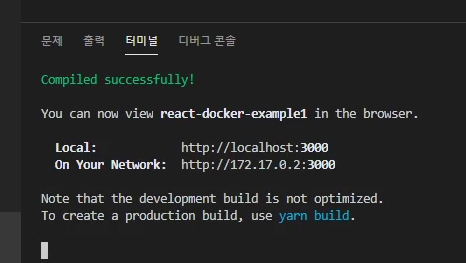 문제 출력 터미널 디버그 콘솔
Compiled successfully!
You can now view react-docker-example1 in the browser.
Local: http://localhost:3000
On Your Network: http://172.17.0.2:3000
Note that the development build is not optimized.
To create a production build, use yarn build.